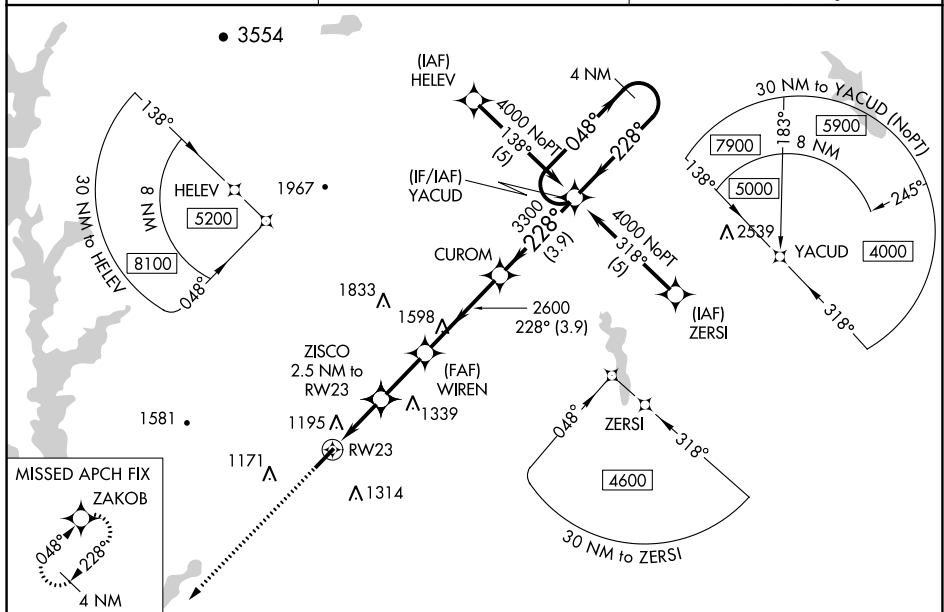 3554
(IAF)
HELEV
4 NM
30 NM to YACUD (NoPT)
138°
4000 NoPT
138°
(5)
048°
228°
183°
5900
7900
8 NM
138°
5000
245°
30 NM to HELEV
8 NM
HELEV
5200
8100
048°
1967
(IF/IAF)
YACUD
3300
228°
(3.9)
4000 NoPT
318°
(5)
2539
YACUD
4000
318°
CUROM
(IAF)
ZERSI
1833
1598
2600
228° (3.9)
ZISCO
2.5 NM to
RW23
(FAF)
WIREN
1339
1581
1195
RW23
1171
1314
048°
ZERSI
318°
4600
30 NM to ZERSI
MISSED APCH FIX
ZAKOB
048°
228°
4 NM